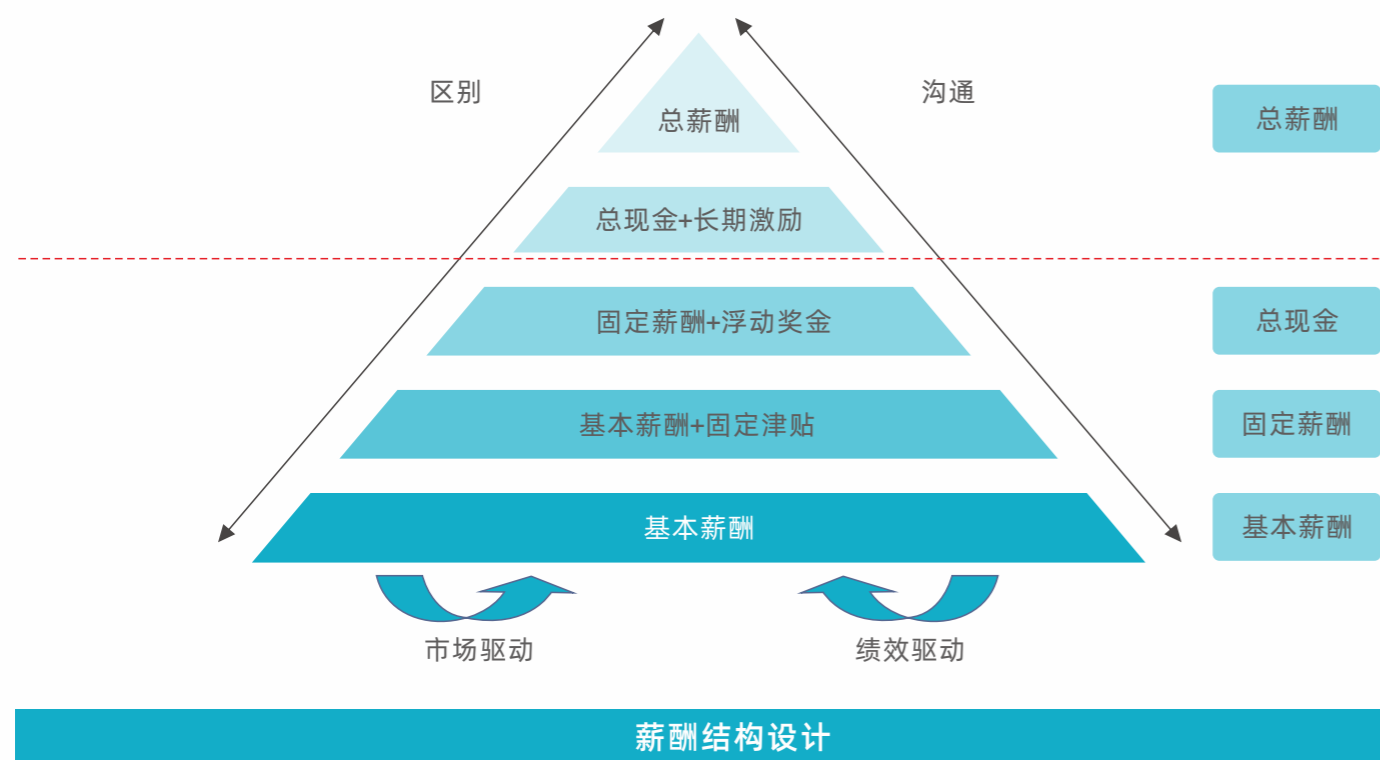 区别
沟通
总薪酬
总薪酬
总现金+长期激励
固定薪酬+浮动奖金
总现金
基本薪酬+固定津贴
固定薪酬
基本薪酬
基本薪酬
市场驱动
绩效驱动
薪酬结构设计